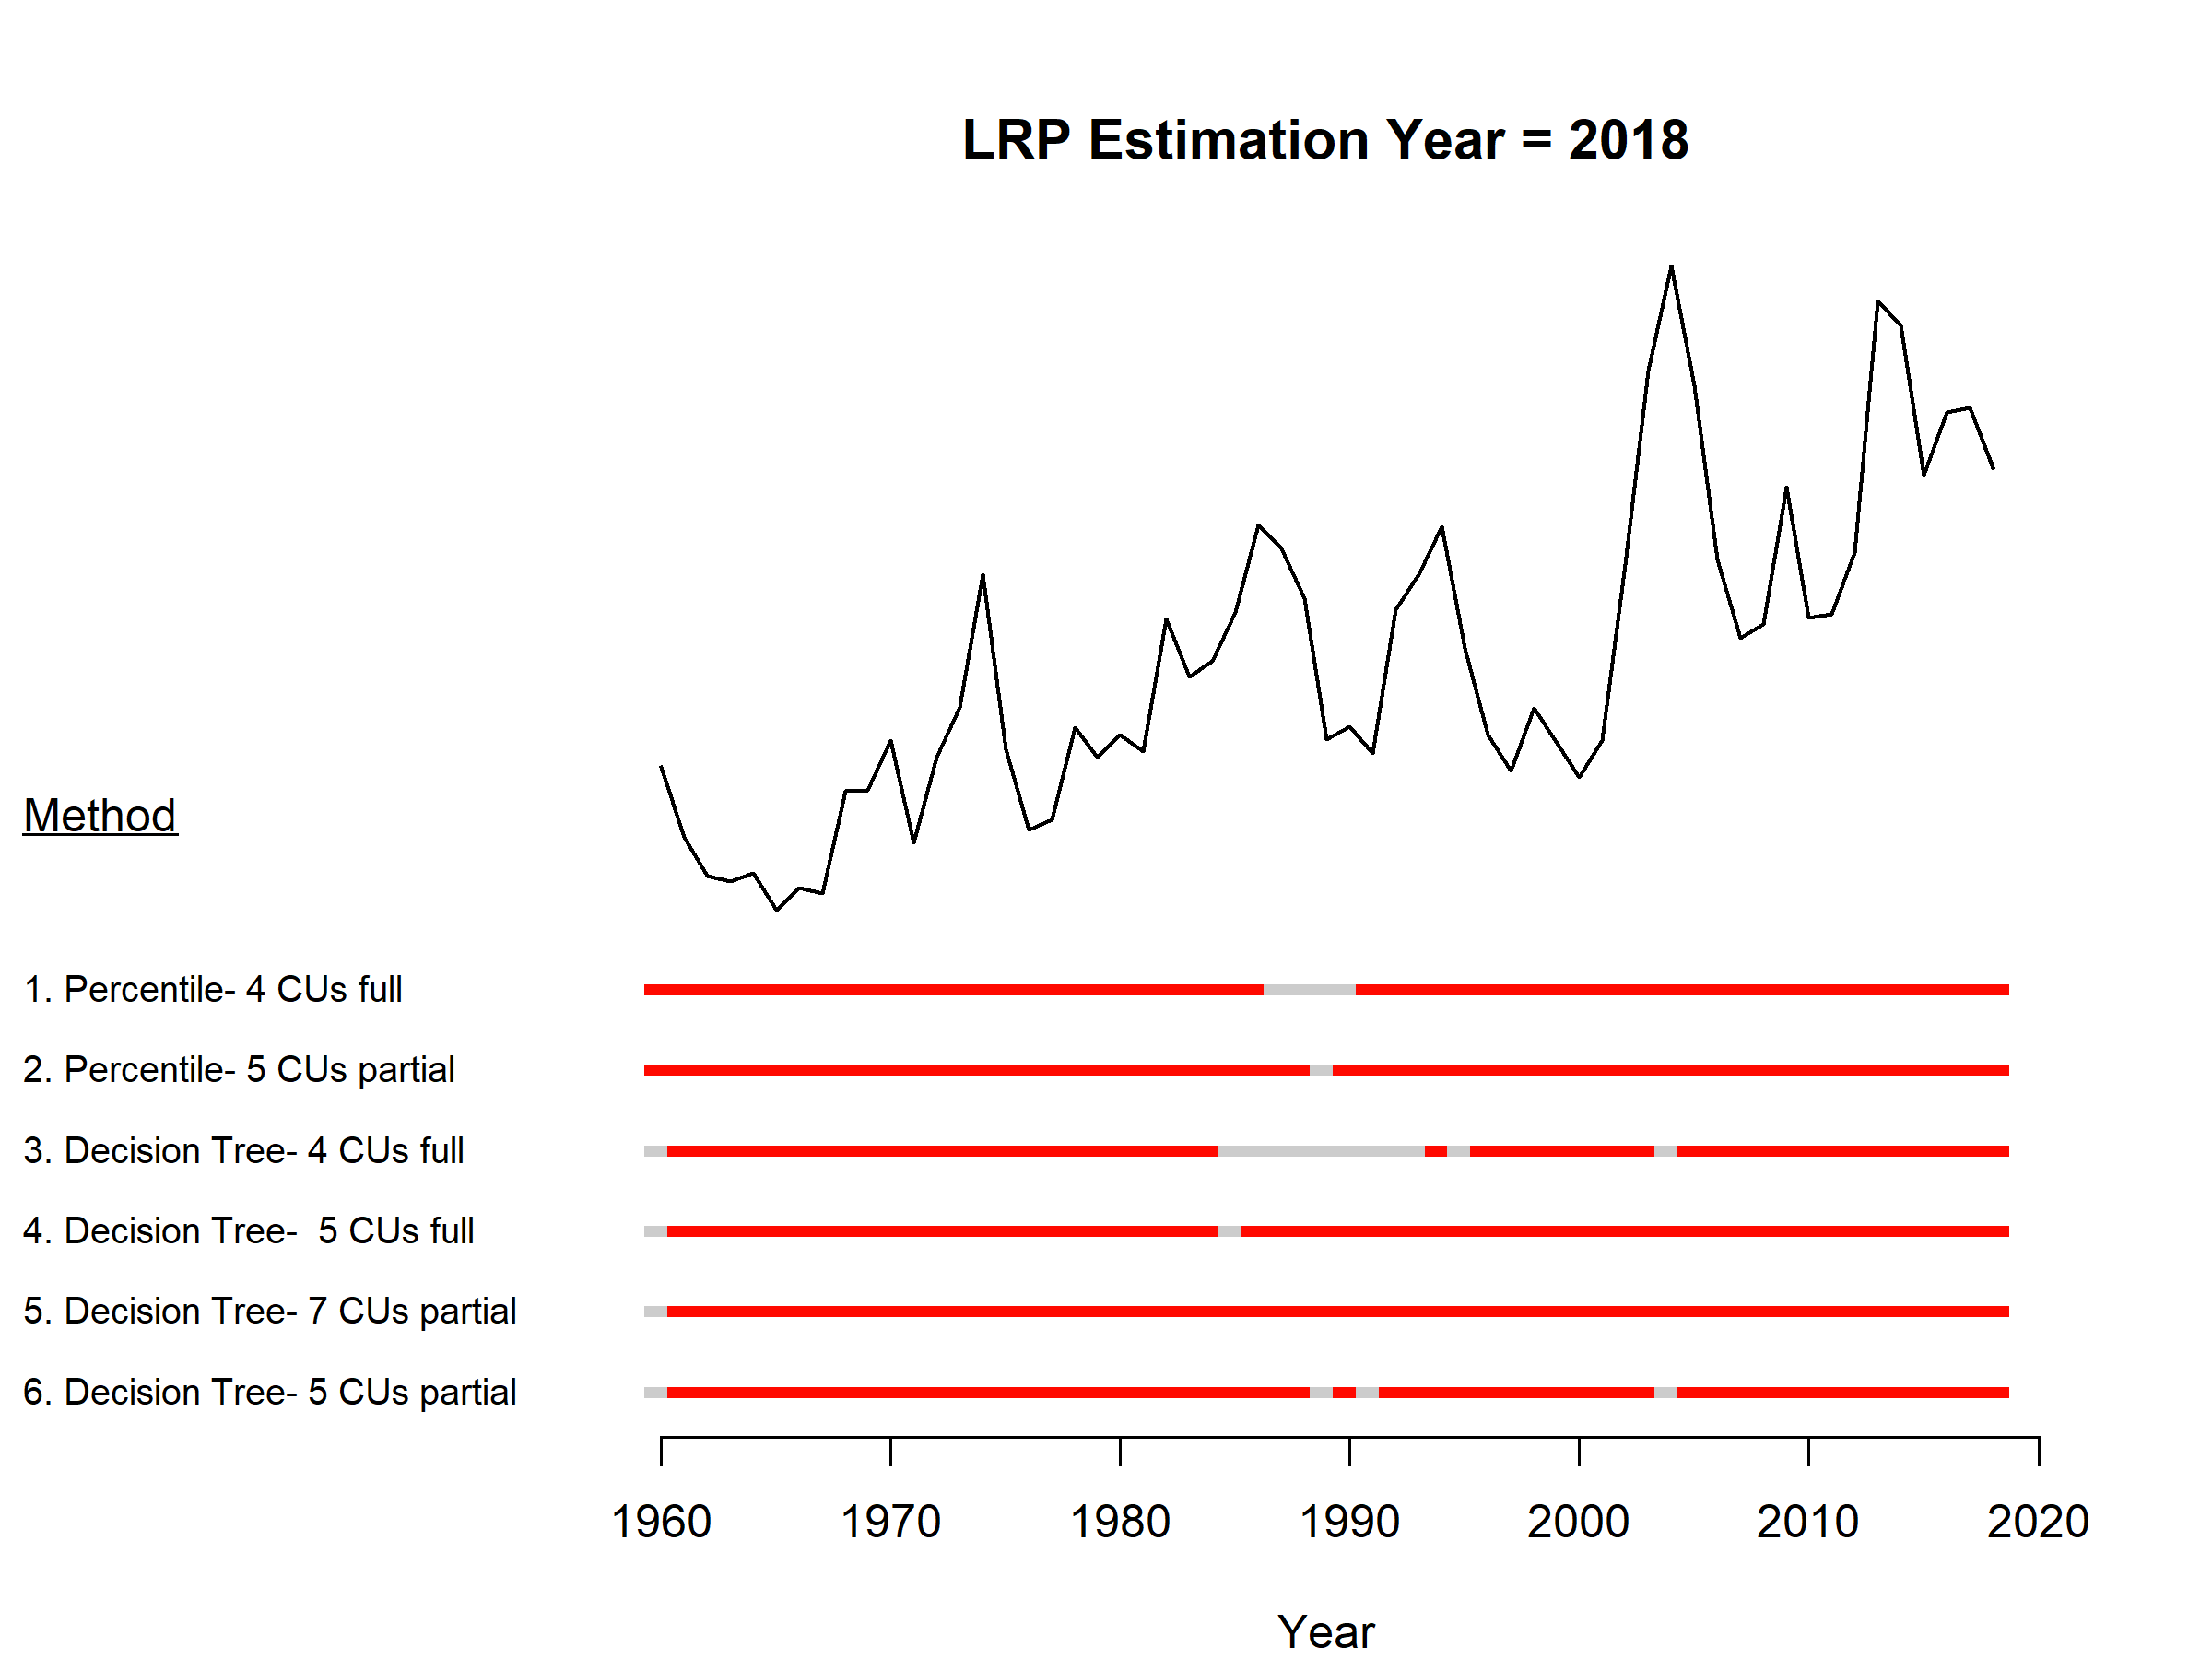 LRP Estimation Year = 2018
Method
1. Percentile- 4 CUs full
2. Percentile- 5 CUs partial
3. Decision Tree- 4 CUs full
4. Decision Tree-  5 CUs full
5. Decision Tree- 7 CUs partial
6. Decision Tree- 5 CUs partial
1960 1970 1980 1990 2000 2010 2020
Year